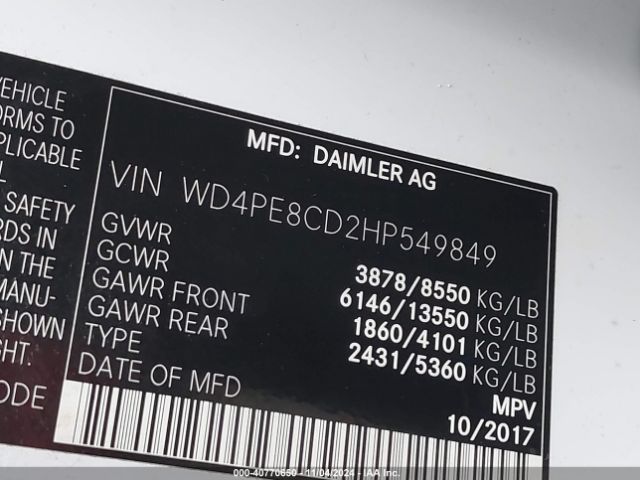 VEHICLE
ORMS TO
PPLICABLE
SAFETY
RDS IN
N THE
MANU-
SHOWN
GHT.
ODE
MFD: DAIMLER AG
VIN WD4PE8CD2HP549849
GVWR 3878/8550 KG/LB
GCWR 6146/13550 KG/LB
GAWR FRONT 1860/4101 KG/LB
GAWR REAR 2431/5360 KG/LB
TYPE MPV
DATE OF MFD 10/2017
000-40770650 - 11/04/2024 - IAA Inc.